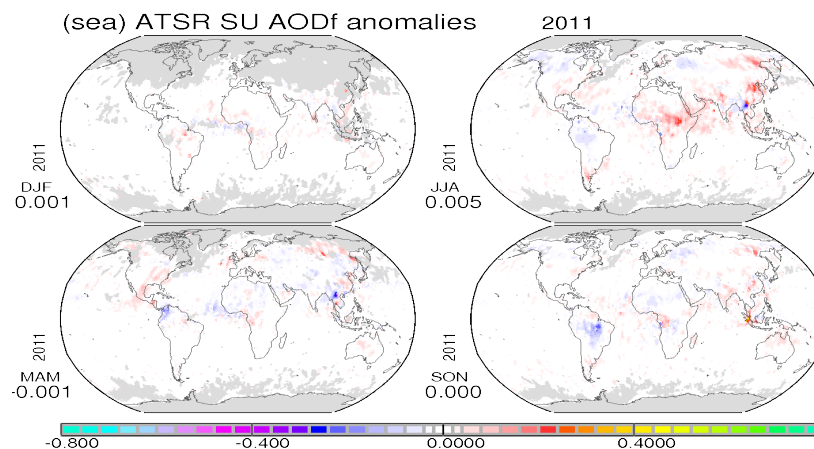 (sea) ATSR SU AODf anomalies 2011
2011
DJF
0.001
2011
JJA
0.005
2011
MAM
-0.001
2011
SON
0.000
-0.800 -0.400 0.0000 0.4000